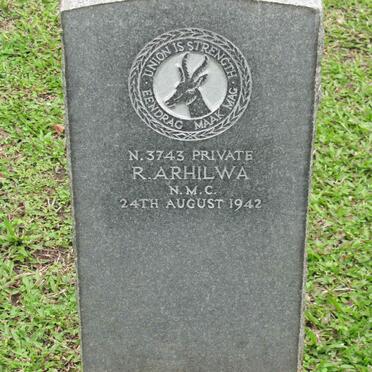 UNION IS STRENGTH
EENDRAG MAAK MAG
N.3743 PRIVATE
R.ARHILWA
N.M.C.
24TH AUGUST 1942